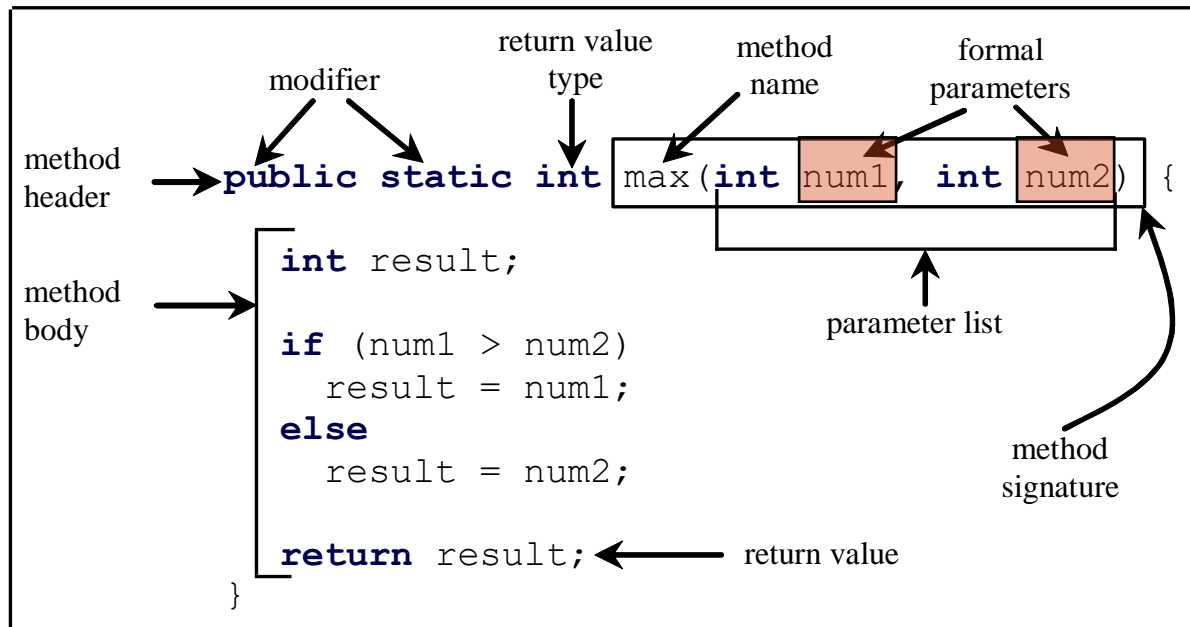 return value
type
method
name
formal
parameters
modifier
method
header
public static int max(int num1, int num2) {
int result;
method
body
parameter list
if (num1 > num2)
result = num1;
else
result = num2;
method
signature
return result;
return value
}